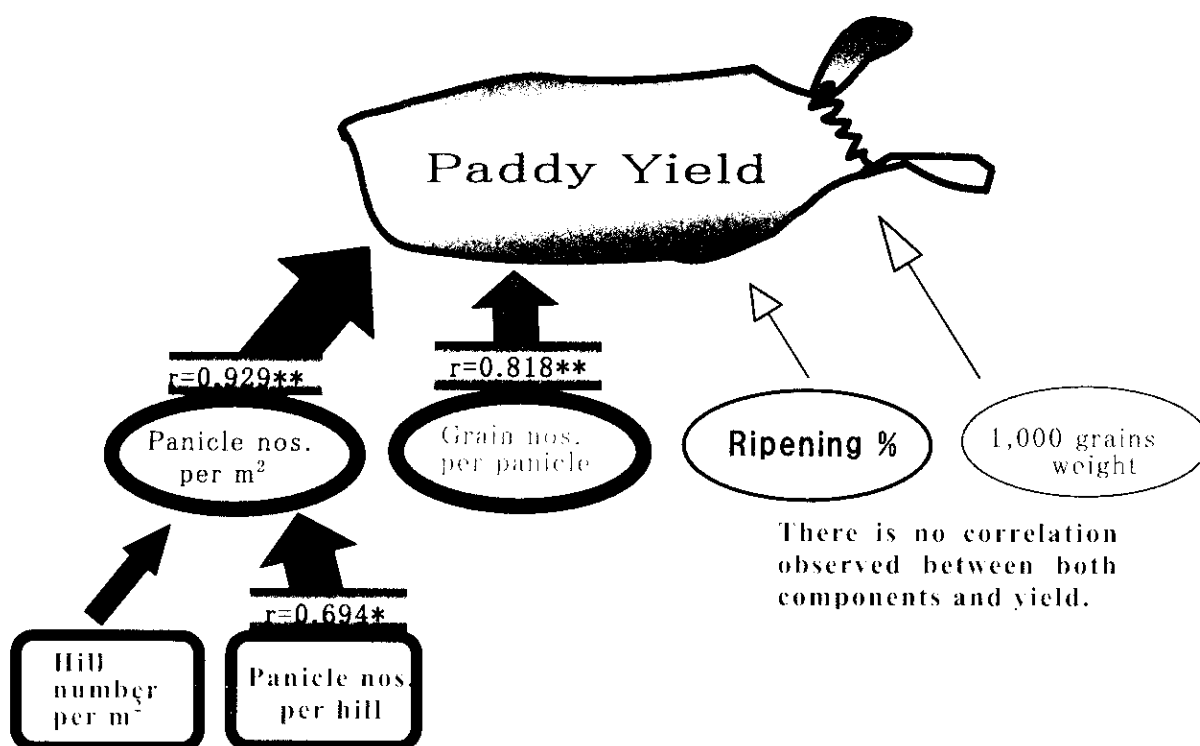 Paddy Yield
r=0.929**
r=0.818**
Panicle nos.
per m²
Grain nos.
per panicle
Ripening %
1,000 grains
weight
There is no correlation
observed between both
components and yield.
r=0.694*
Hill
number
per m²
Panicle nos.
per hill